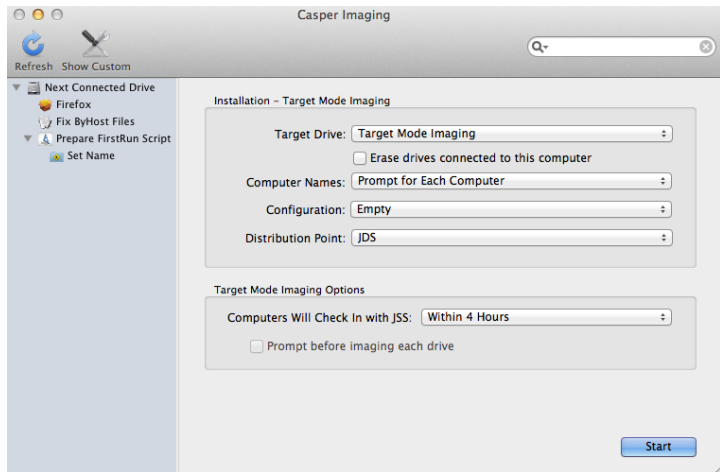 Casper Imaging
Refresh Show Custom
Next Connected Drive
Firefox
Fix ByHost Files
Prepare FirstRun Script
Set Name
Installation – Target Mode Imaging
Target Drive: Target Mode Imaging
Erase drives connected to this computer
Computer Names: Prompt for Each Computer
Configuration: Empty
Distribution Point: JDS
Target Mode Imaging Options
Computers Will Check In with JSS: Within 4 Hours
Prompt before imaging each drive
Start